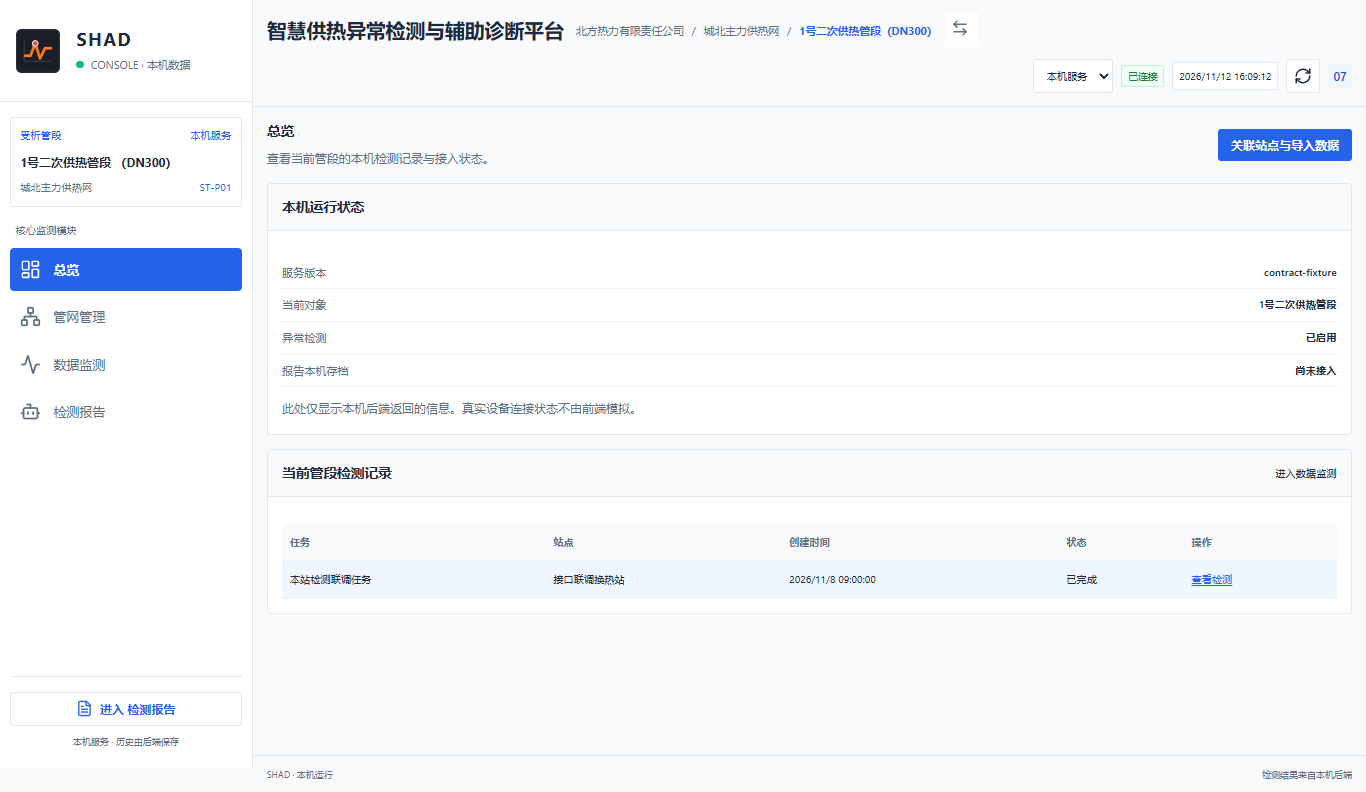 SHAD
CONSOLE · 本机数据
受析管段 本机服务
1号二次供热管段 (DN300)
城北主力供热网 ST-P01
核心监测模块
总览
管网管理
数据监测
检测报告
进入 检测报告
本机服务 · 历史由后端保存
智慧供热异常检测与辅助诊断平台 北方热力有限责任公司 / 城北主力供热网 / 1号二次供热管段 (DN300)
本机服务 已连接 2026/11/12 16:09:12 07
总览
查看当前管段的本机检测记录与接入状态。
关联站点与导入数据
本机运行状态
服务版本 contract-fixture
当前对象 1号二次供热管段
异常检测 已启用
报告本机存档 尚未接入
此处仅显示本机后端返回的信息。真实设备连接状态不由前端模拟。
当前管段检测记录 进入数据监测
任务 站点 创建时间 状态 操作
本站检测联调任务 接口联调换热站 2026/11/8 09:00:00 已完成 查看检测
SHAD · 本机运行 检测结果来自本机后端